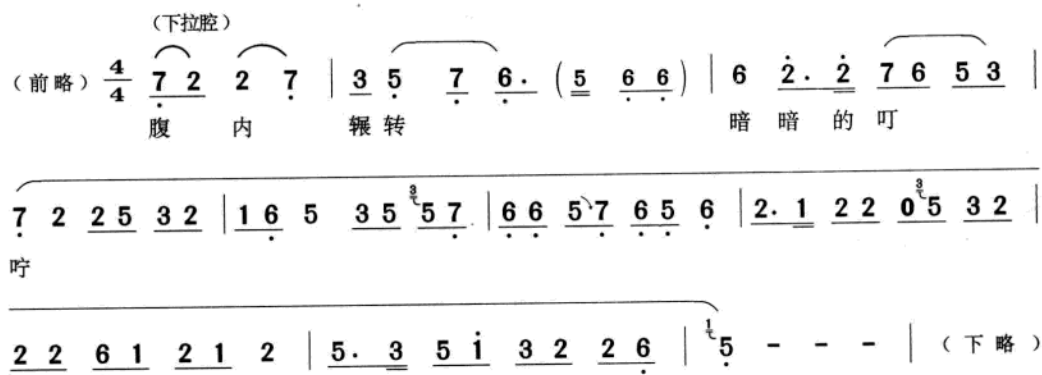 (下拉腔)
(前略) 4/4 7 2 2 7 | 3 5 7 6. (5 6 6) | 6 2. 2 7 6 5 3 |
腹 内 辗 转 暗 暗 的 叮
7 2 2 5 3 2 | 1 6 5 3 5 3 5 7 | 6 6 5 7 6 5 6 | 2. 1 2 2 0 3 5 3 2 |
咛
2 2 6 1 2 1 2 | 5. 3 5 1 3 2 2 6 | 1 5 - - - | (下略)